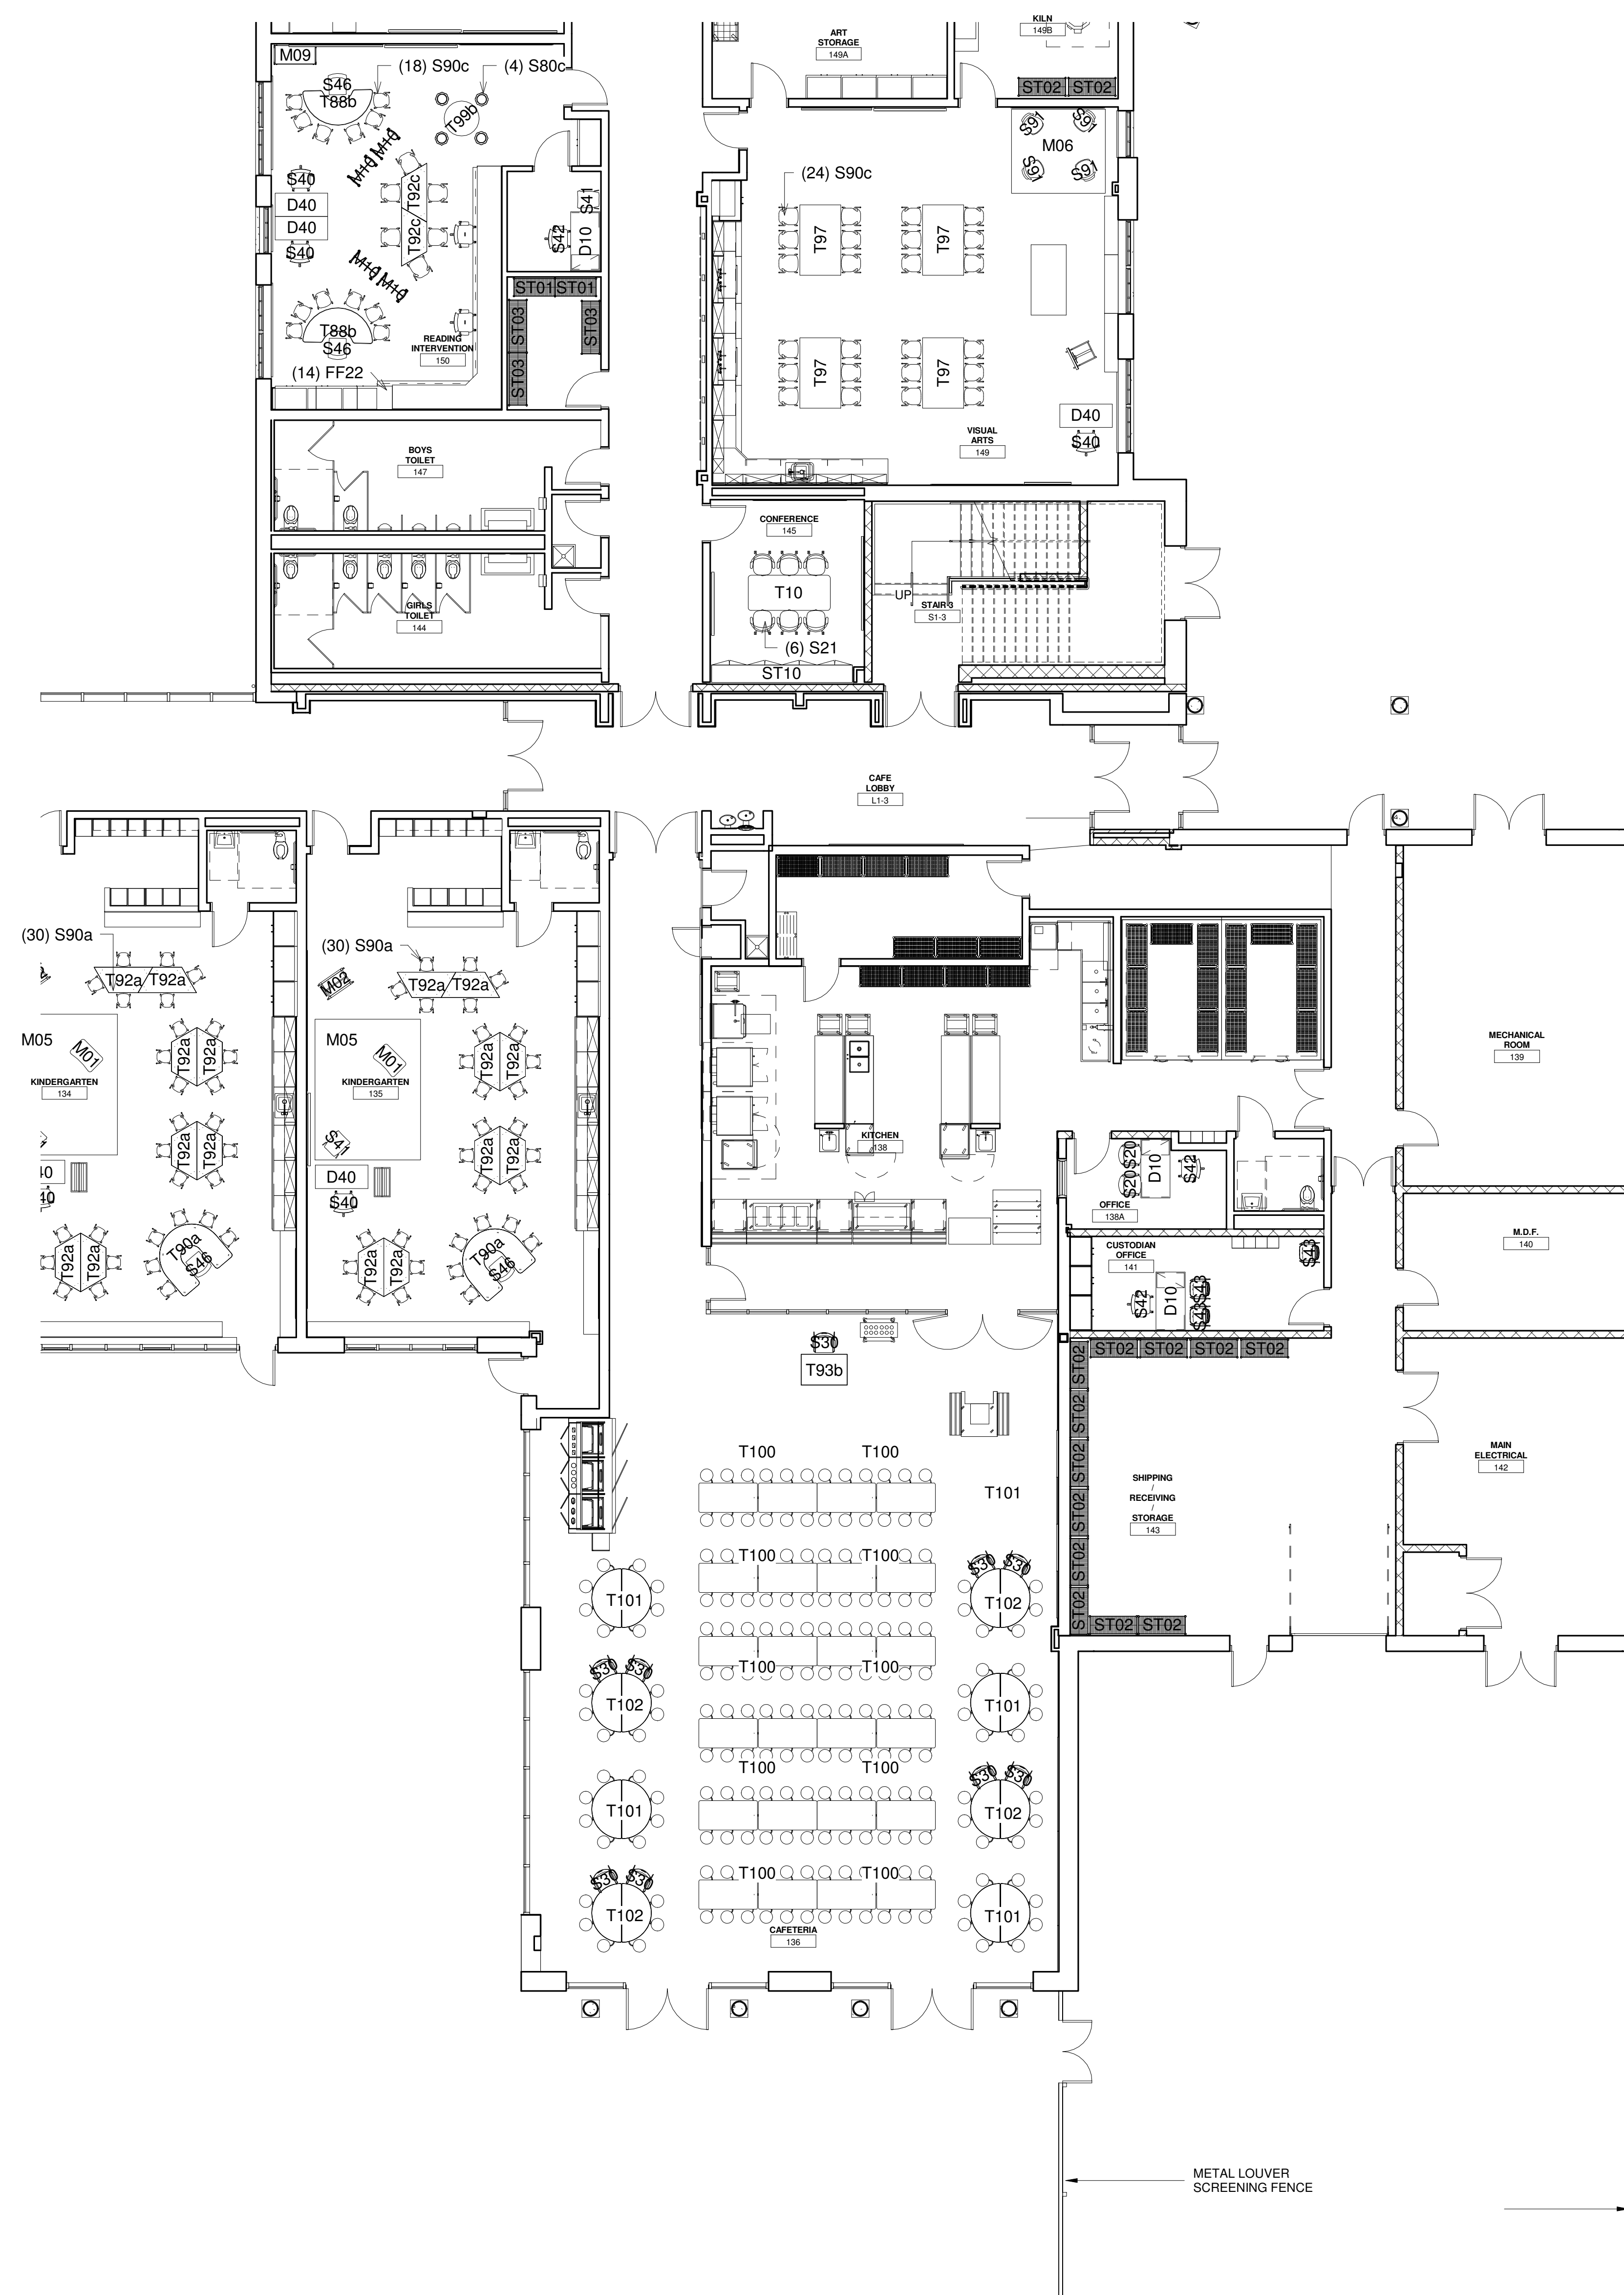 KILN
149B
ART
STORAGE
149A
M09
(18) S90c
(4) S80c
S46
T88b
T99b
ST02
ST02
M10
M10
S91
S91
M06
S91
S91
S40
D40
D40
S40
T92c
T92c
S41
S42
D10
(24) S90c
T97
T97
M10
M10
ST01
ST01
ST03
ST03
ST03
T88b
S46
READING
INTERVENTION
150
(14) FF22
T97
T97
D40
S40
VISUAL
ARTS
149
BOYS
TOILET
147
CONFERENCE
145
T10
(6) S21
ST10
GIRLS
TOILET
144
UP
STAIR 3
S1-3
CAFE
LOBBY
L1-3
(30) S90a
T92a
T92a
(30) S90a
M02
T92a
T92a
M05
M01
T92a
T92a
KINDERGARTEN
134
M05
M01
T92a
T92a
KINDERGARTEN
135
MECHANICAL
ROOM
139
T92a
T92a
S41
T92a
T92a
40
40
D40
S40
KITCHEN
138
S20
S20
D10
S42
OFFICE
138A
T92a
T92a
T90a
S46
T92a
T92a
T90a
S46
CUSTODIAN
OFFICE
141
S43
S42
D10
S43
S43
M.D.F.
140
S30
T93b
ST02
ST02
ST02
ST02
ST02
ST02
ST02
ST02
ST02
ST02
ST02
ST02
SHIPPING
/
RECEIVING
/
STORAGE
143
MAIN
ELECTRICAL
142
T100
T100
T101
T100
T100
S30
S30
T101
T102
T100
T100
S30
S30
T102
T101
T100
T100
S30
S30
T101
T102
T100
T100
S30
S30
T102
T101
CAFETERIA
136
METAL LOUVER
SCREENING FENCE